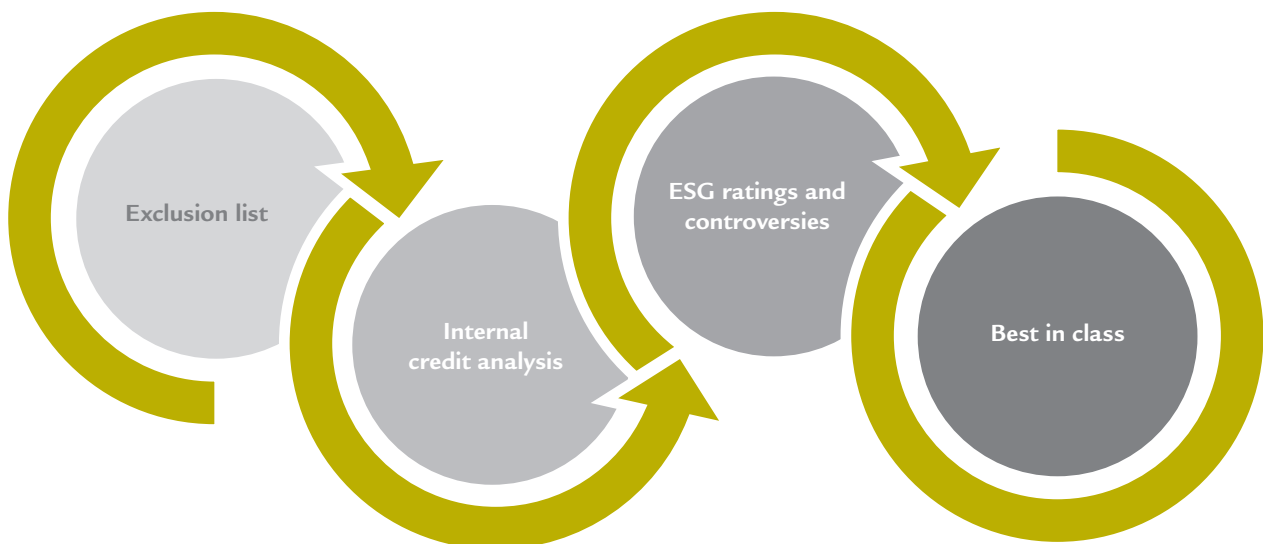 Exclusion list
Internal
credit analysis
ESG ratings and
controversies
Best in class